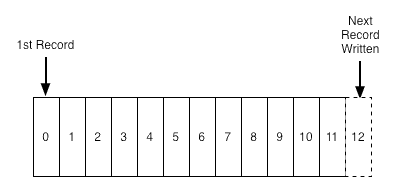 Next
Record
Written
1st Record
0 1 2 3 4 5 6 7 8 9 10 11 12